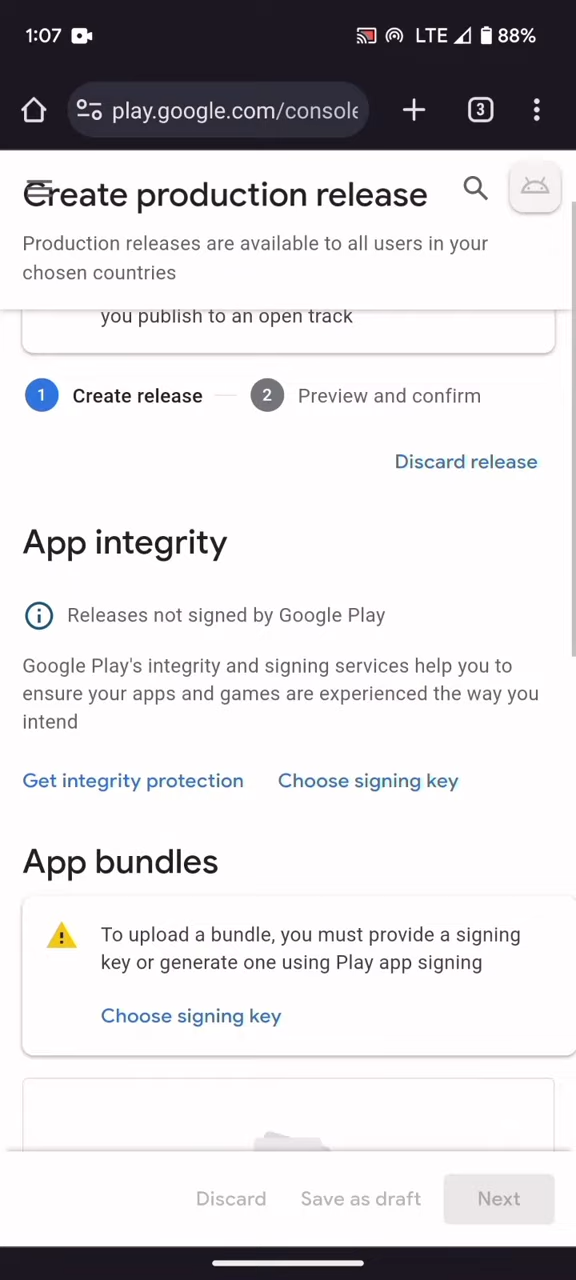 1:07
LTE
88%
play.google.com/console
3
Create production release
Production releases are available to all users in your
chosen countries
you publish to an open track
1 Create release
2 Preview and confirm
Discard release
App integrity
Releases not signed by Google Play
Google Play's integrity and signing services help you to
ensure your apps and games are experienced the way you
intend
Get integrity protection
Choose signing key
App bundles
To upload a bundle, you must provide a signing
key or generate one using Play app signing
Choose signing key
Discard
Save as draft
Next